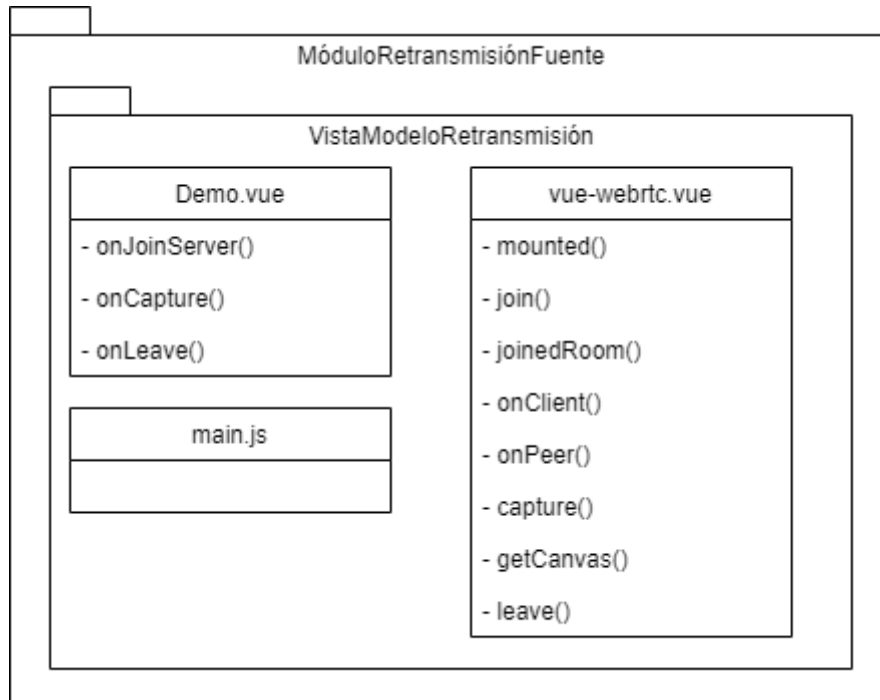 MóduloRetransmisiónFuente
VistaModeloRetransmisión
Demo.vue
- onJoinServer()
- onCapture()
- onLeave()
main.js
vue-webrtc.vue
- mounted()
- join()
- joinedRoom()
- onClient()
- onPeer()
- capture()
- getCanvas()
- leave()